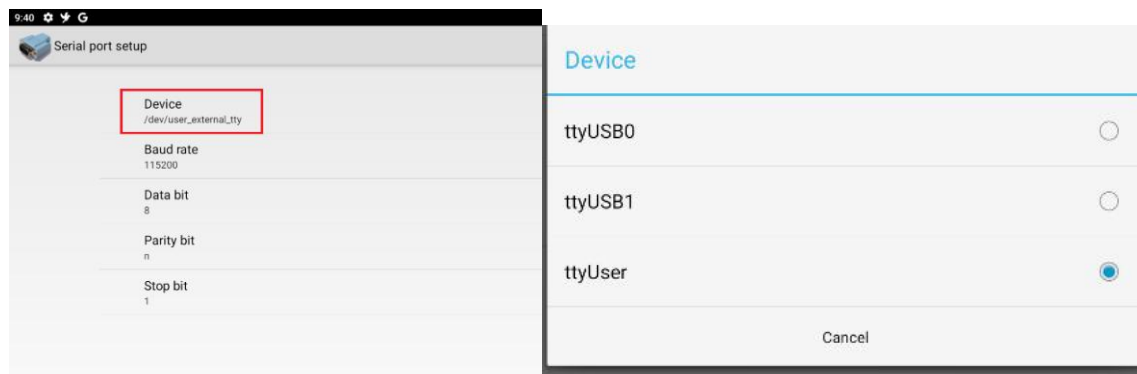 9:40
Serial port setup
Device
/dev/user_external_tty
Baud rate
115200
Data bit
8
Parity bit
n
Stop bit
1
Device
ttyUSB0
ttyUSB1
ttyUser
Cancel